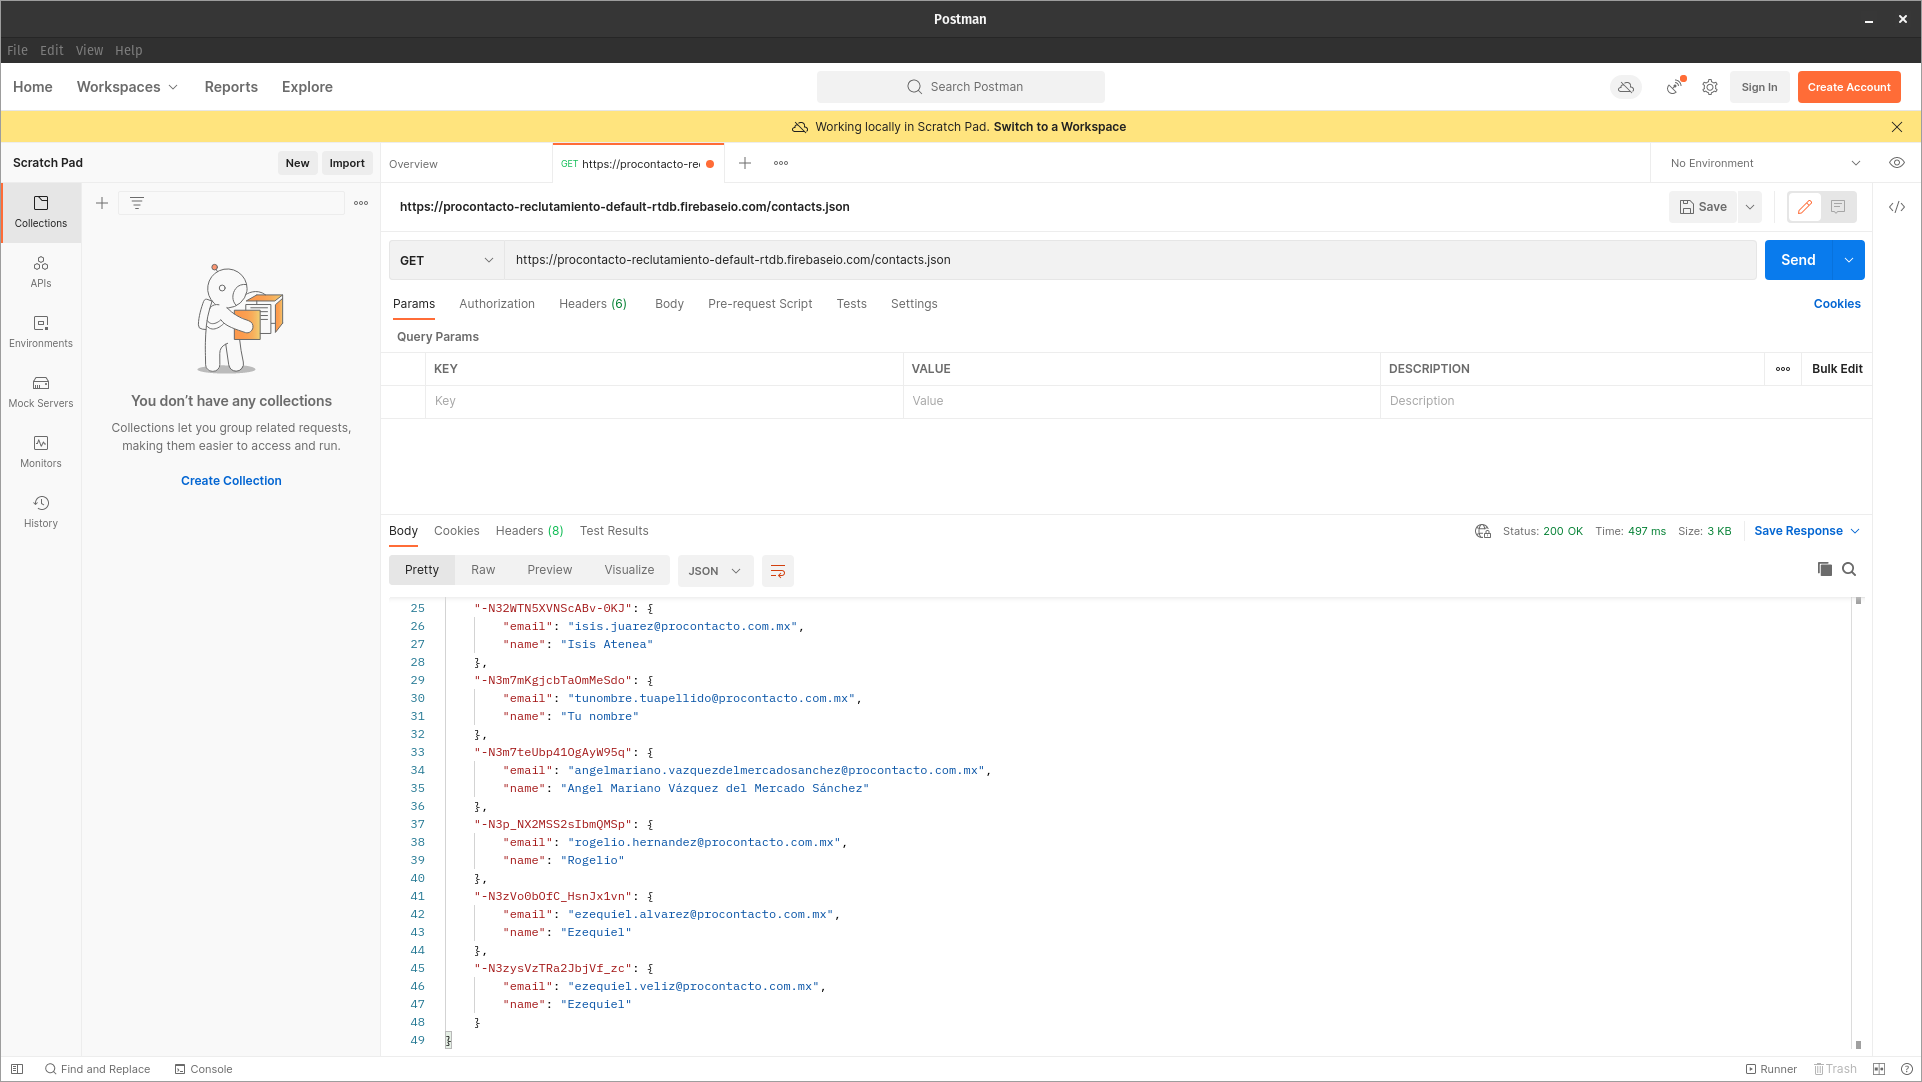 Postman
File Edit View Help
Home Workspaces Reports Explore Search Postman Sign In Create Account
Working locally in Scratch Pad. Switch to a Workspace
Scratch Pad New Import Overview GET https://procontacto-re No Environment
https://procontacto-reclutamiento-default-rtdb.firebaseio.com/contacts.json Save
Collections
GET https://procontacto-reclutamiento-default-rtdb.firebaseio.com/contacts.json Send
APIs
Params Authorization Headers (6) Body Pre-request Script Tests Settings Cookies
Environments
Query Params
KEY VALUE DESCRIPTION Bulk Edit
Mock Servers
Key Value Description
You don’t have any collections
Collections let you group related requests,
making them easier to access and run.
Monitors
Create Collection
History
Body Cookies Headers (8) Test Results Status: 200 OK Time: 497 ms Size: 3 KB Save Response
Pretty Raw Preview Visualize JSON
25 "-N32WTN5XVNScABv-0KJ": {
26 "email": "isis.juarez@procontacto.com.mx",
27 "name": "Isis Atenea"
28 },
29 "-N3m7mKgjcbTaOmMeSdo": {
30 "email": "tunombre.tuapellido@procontacto.com.mx",
31 "name": "Tu nombre"
32 },
33 "-N3m7teUbp41OgAyW95q": {
34 "email": "angelmariano.vazquezdelmercadosanchez@procontacto.com.mx",
35 "name": "Angel Mariano Vázquez del Mercado Sánchez"
36 },
37 "-N3p_NX2MSS2sIbmQMSp": {
38 "email": "rogelio.hernandez@procontacto.com.mx",
39 "name": "Rogelio"
40 },
41 "-N3zVo0bOfC_HsnJx1vn": {
42 "email": "ezequiel.alvarez@procontacto.com.mx",
43 "name": "Ezequiel"
44 },
45 "-N3zysVzTRa2JbjVf_zc": {
46 "email": "ezequiel.veliz@procontacto.com.mx",
47 "name": "Ezequiel"
48 }
49 }
Find and Replace Console Runner Trash